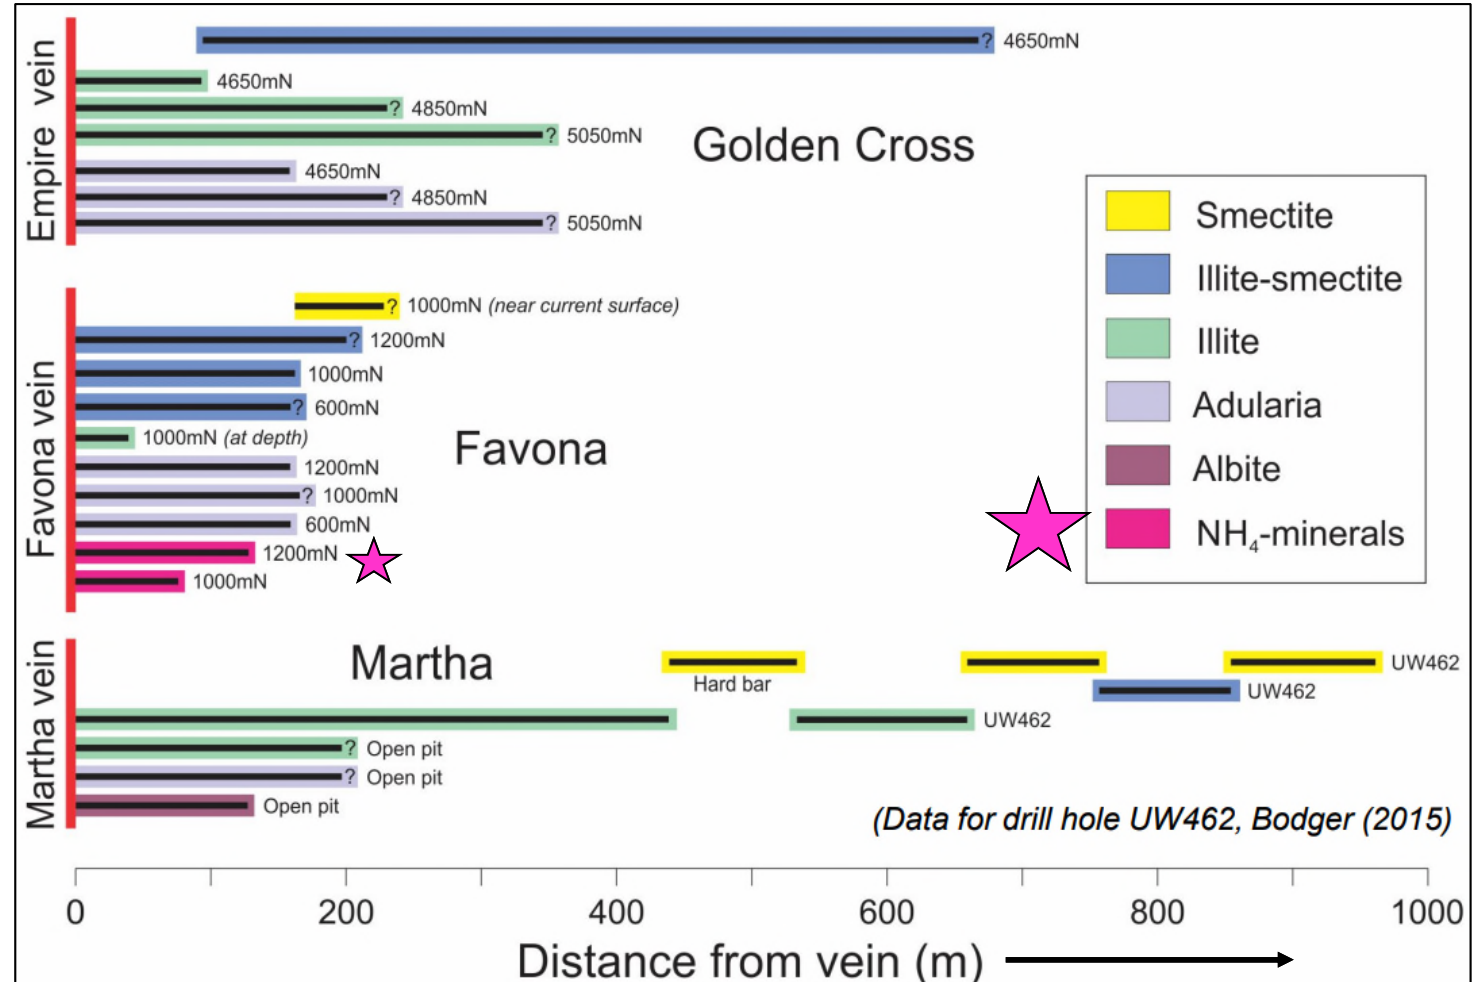 Empire vein
? 4650mN
4650mN
? 4850mN
? 5050mN
4650mN
? 4850mN
? 5050mN
Golden Cross
Smectite
Illite-smectite
Illite
Adularia
Albite
NH4-minerals
Favona vein
? 1000mN (near current surface)
? 1200mN
1000mN
? 600mN
1000mN (at depth)
1200mN
? 1000mN
600mN
1200mN
1000mN
Favona
Martha vein
Martha
Hard bar
UW462
UW462
UW462
? Open pit
? Open pit
Open pit
(Data for drill hole UW462, Bodger (2015)
0 200 400 600 800 1000
Distance from vein (m)